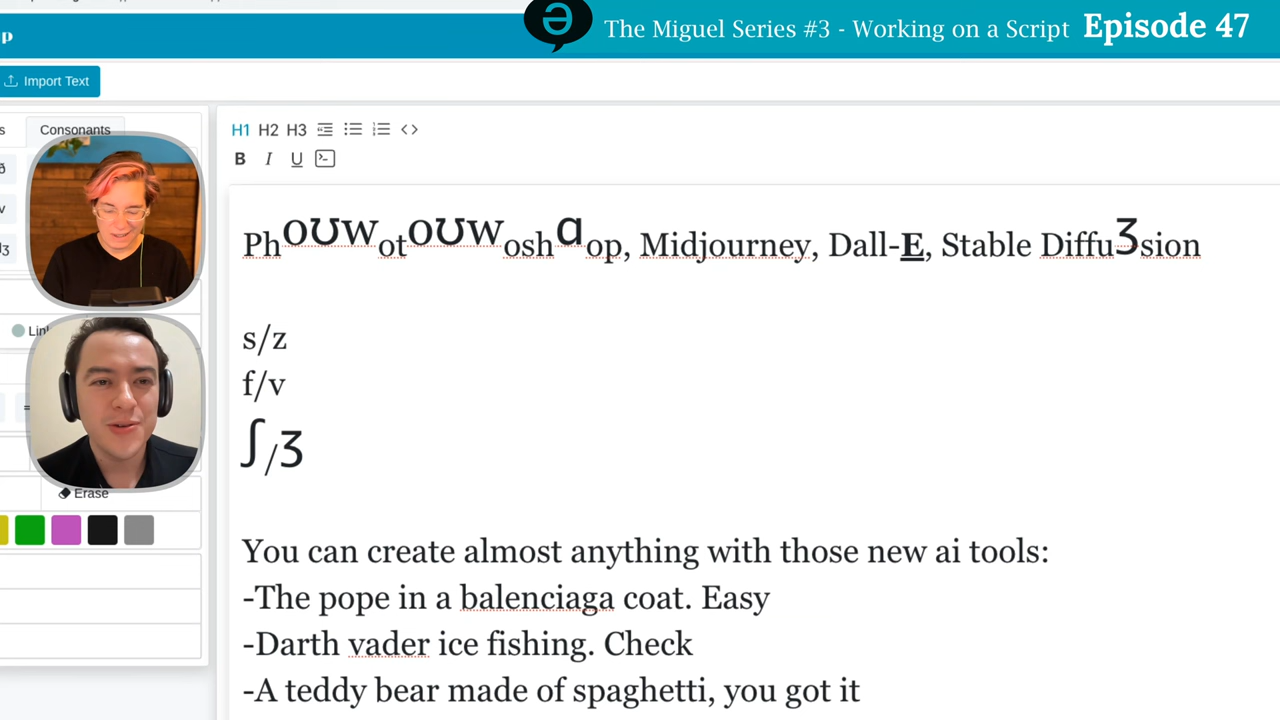 ə The Miguel Series #3 - Working on a Script Episode 47
p
Import Text
s Consonants
H1 H2 H3
B I U
ð
v
dʒ
Phoʊwotoʊwoshɑop, Midjourney, Dall-E, Stable Diffuʒsion
s/z
Lin
f/v
=
ʃ/ʒ
Erase
You can create almost anything with those new ai tools:
-The pope in a balenciaga coat. Easy
-Darth vader ice fishing. Check
-A teddy bear made of spaghetti, you got it